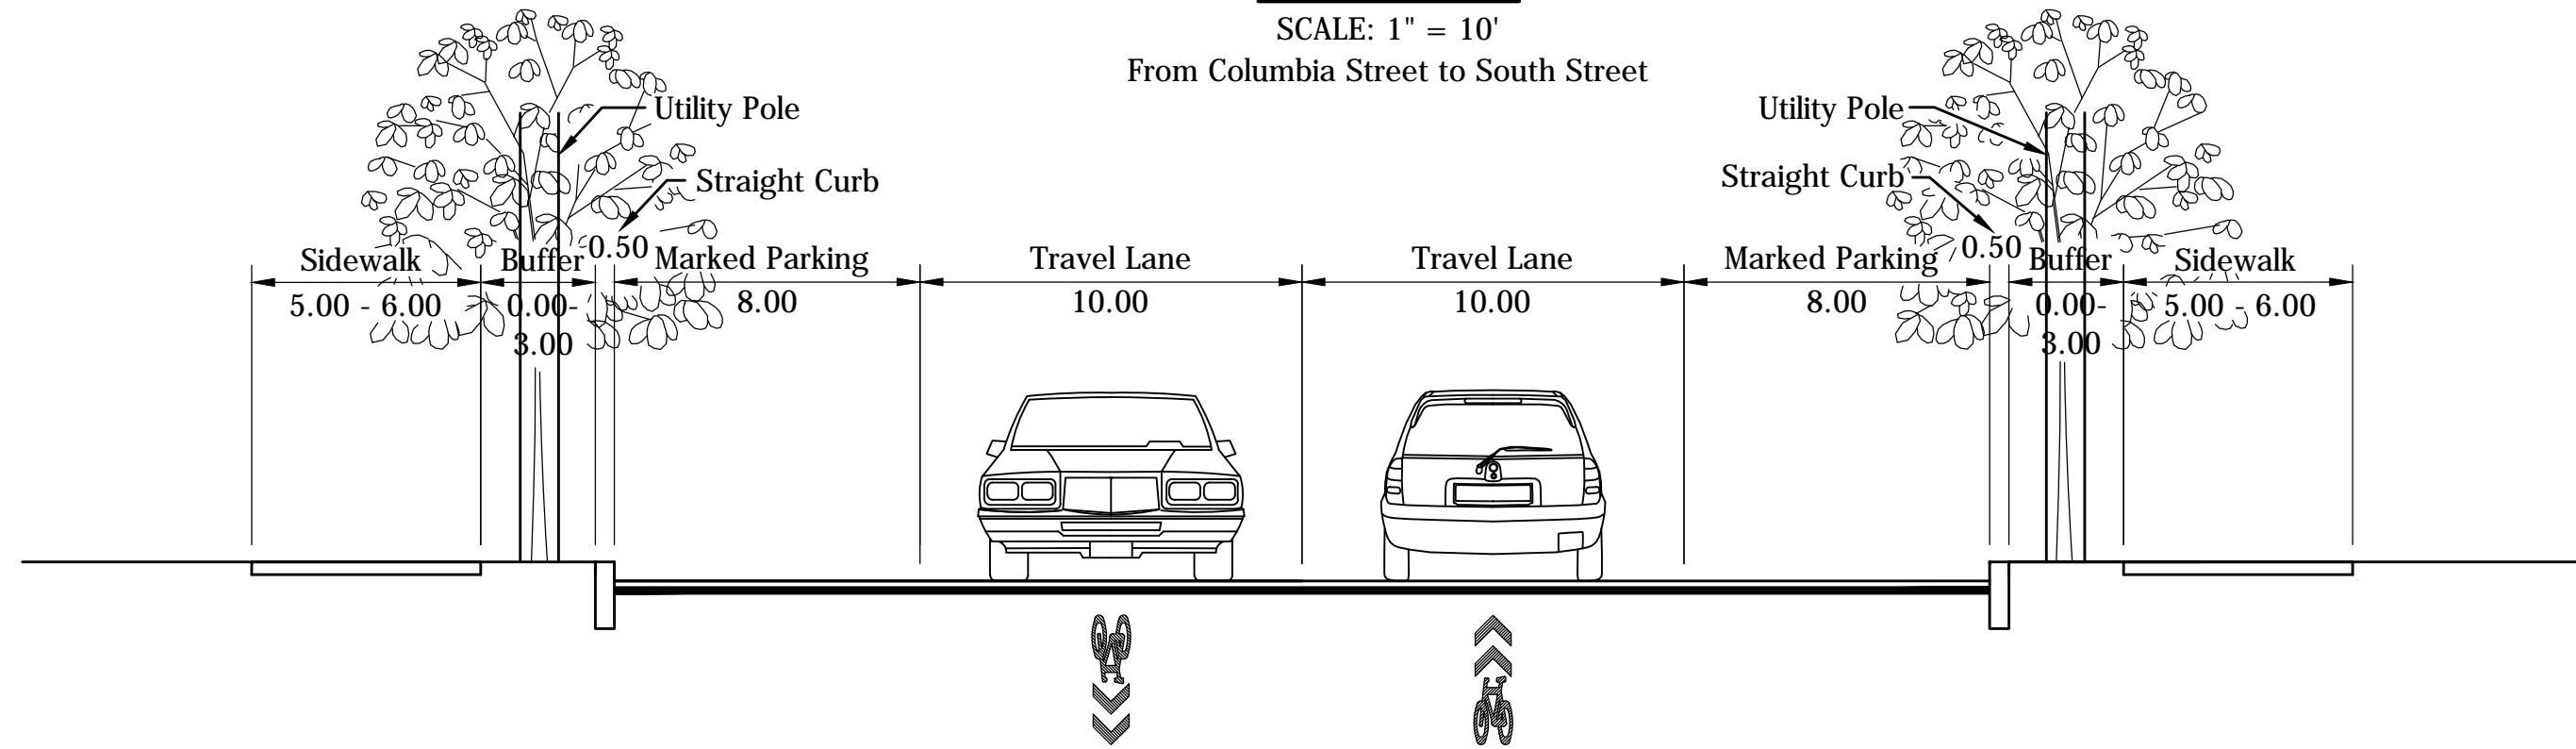 SCALE: 1" = 10'
From Columbia Street to South Street
Utility Pole
Utility Pole
Straight Curb
Straight Curb
0.50
0.50
Sidewalk Buffer Marked Parking Travel Lane Travel Lane Marked Parking Buffer Sidewalk
5.00 - 6.00 0.00- 8.00 10.00 10.00 8.00 0.00- 5.00 - 6.00
3.00 3.00